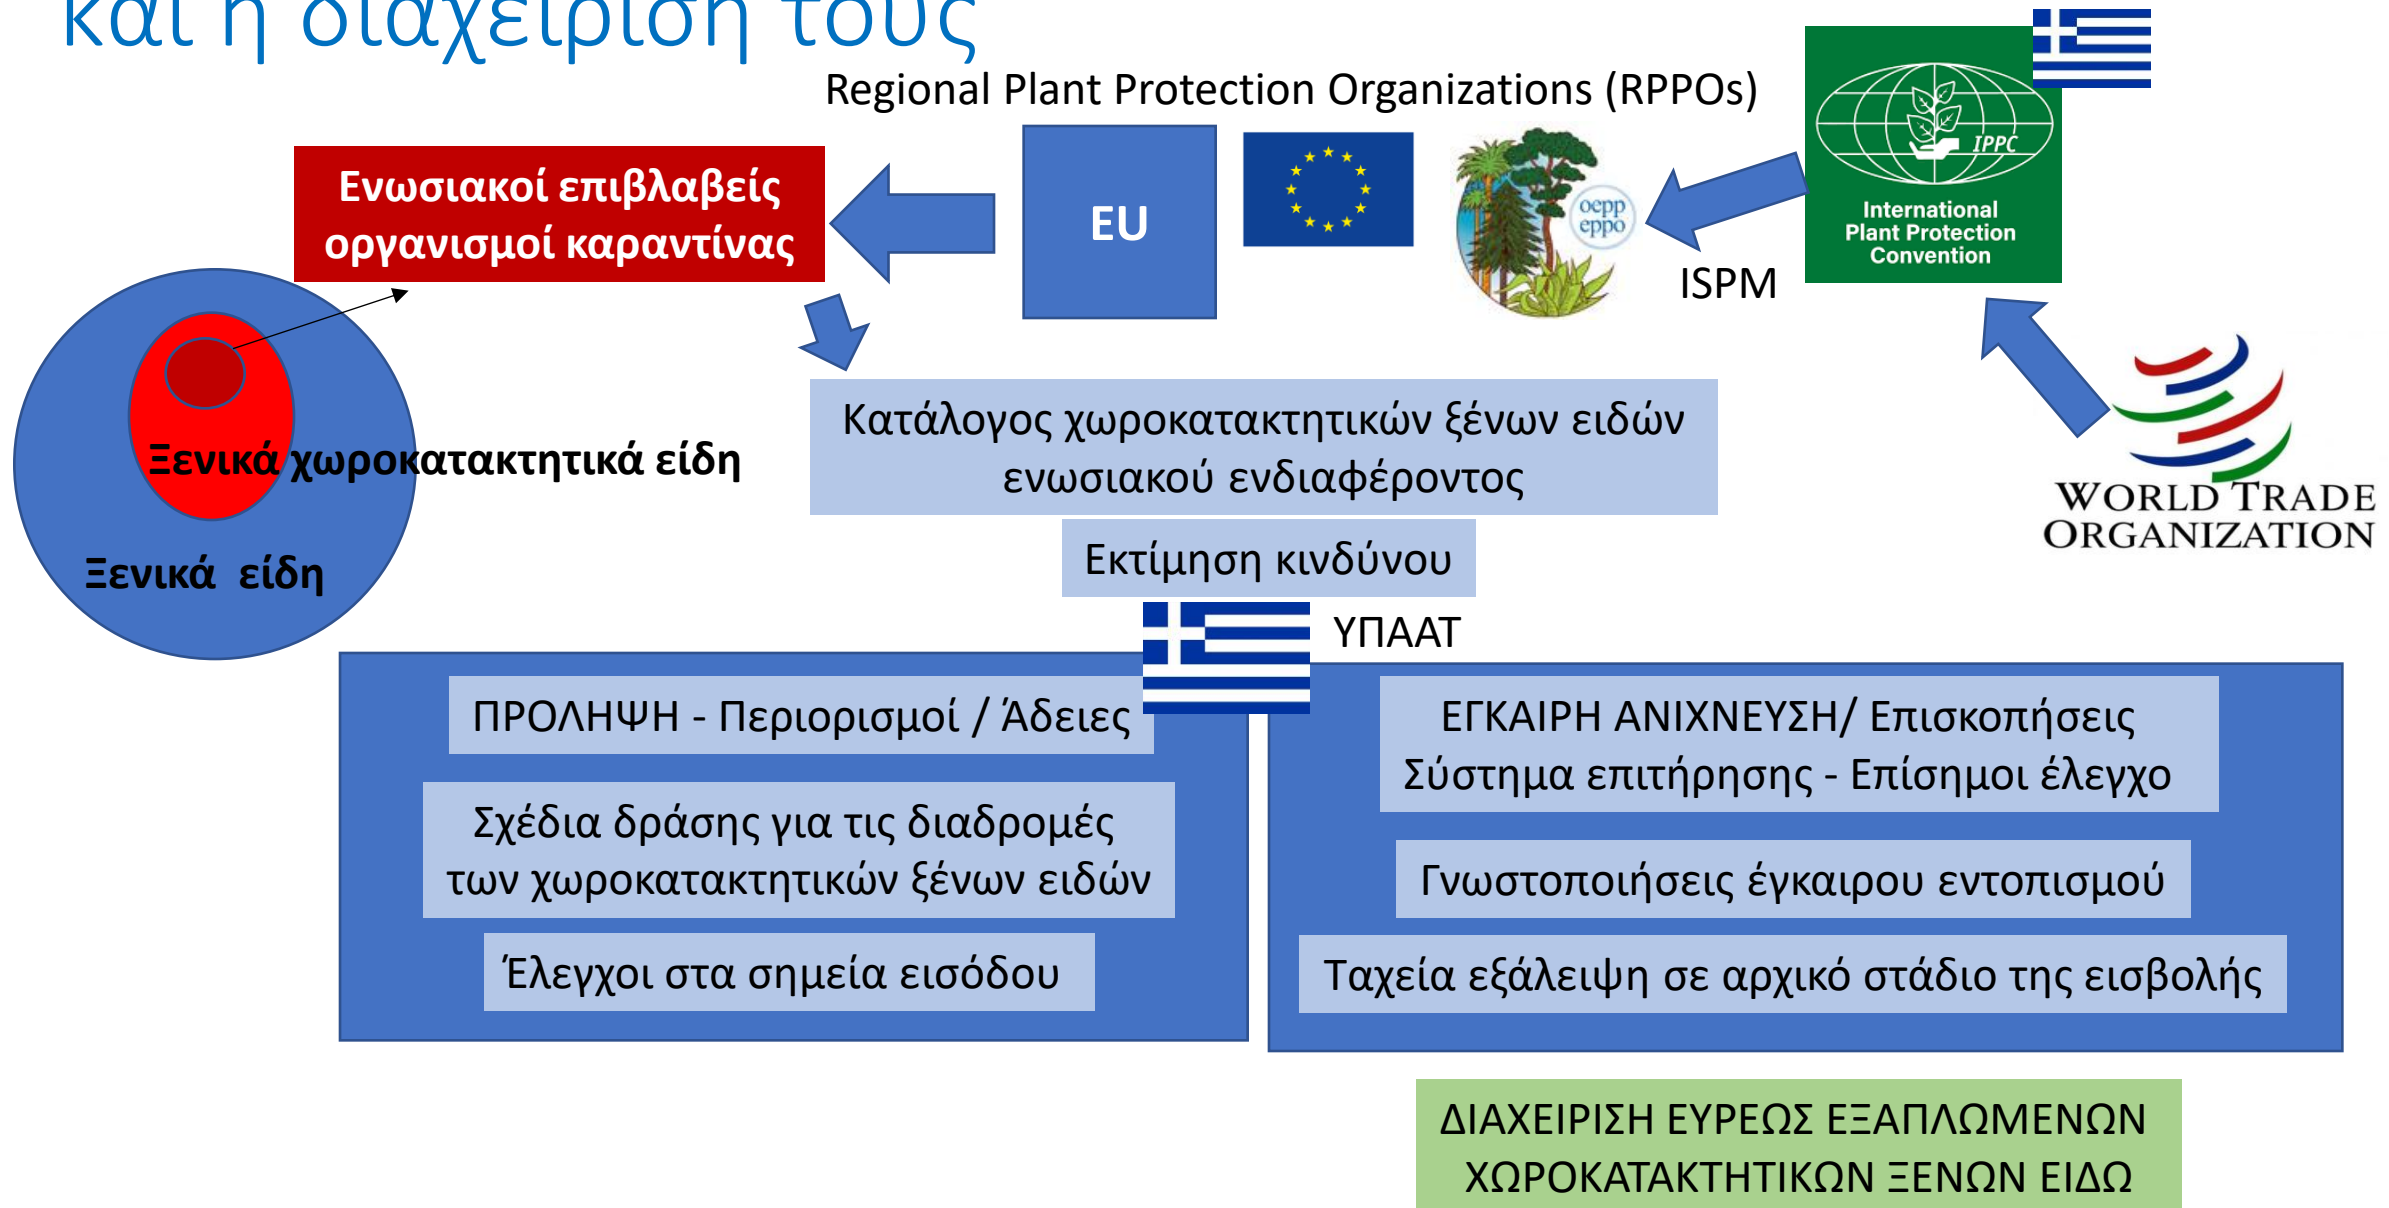 και η διαχείριση τους
Regional Plant Protection Organizations (RPPOs)
Ενωσιακοί επιβλαβείς
οργανισμοί καραντίνας
EU
oepp
eppo
IPPC
International
Plant Protection
Convention
ISPM
Κατάλογος χωροκατακτητικών ξένων ειδών
ενωσιακού ενδιαφέροντος
Ξενικά χωροκατακτητικά είδη
Ξενικά είδη
WORLD TRADE
ORGANIZATION
Εκτίμηση κινδύνου
ΥΠΑΑΤ
ΠΡΟΛΗΨΗ - Περιορισμοί / Άδειες
Σχέδια δράσης για τις διαδρομές
των χωροκατακτητικών ξένων ειδών
Έλεγχοι στα σημεία εισόδου
ΕΓΚΑΙΡΗ ΑΝΙΧΝΕΥΣΗ/ Επισκοπήσεις
Σύστημα επιτήρησης - Επίσημοι έλεγχο
Γνωστοποιήσεις έγκαιρου εντοπισμού
Ταχεία εξάλειψη σε αρχικό στάδιο της εισβολής
ΔΙΑΧΕΙΡΙΣΗ ΕΥΡΕΩΣ ΕΞΑΠΛΩΜΕΝΩΝ
ΧΩΡΟΚΑΤΑΚΤΗΤΙΚΩΝ ΞΕΝΩΝ ΕΙΔΩ